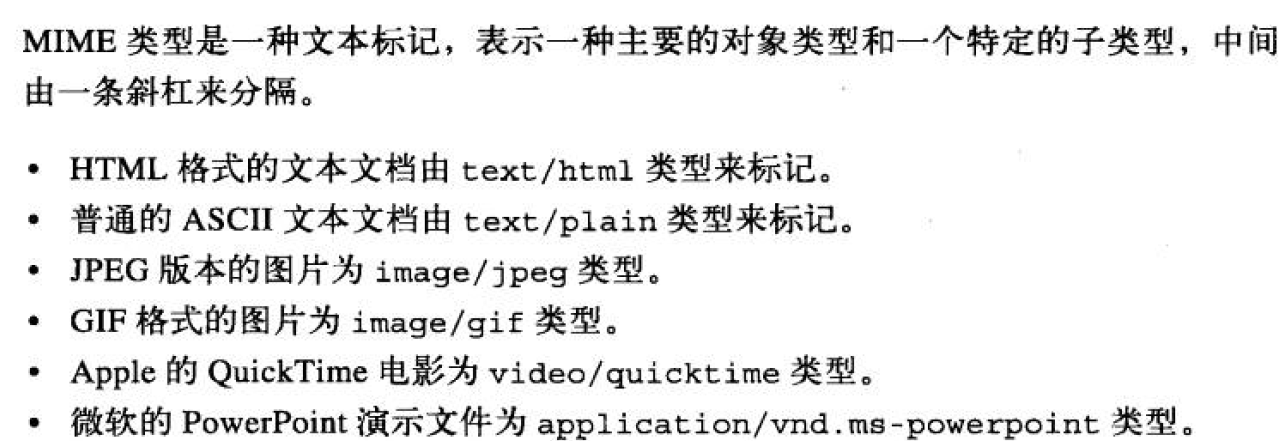 MIME 类型是一种文本标记，表示一种主要的对象类型和一个特定的子类型，中间
由一条斜杠来分隔。
• HTML 格式的文本文档由 text/html 类型来标记。
• 普通的 ASCII 文本文档由 text/plain 类型来标记。
• JPEG 版本的图片为 image/jpeg 类型。
• GIF 格式的图片为 image/gif 类型。
• Apple 的 QuickTime 电影为 video/quicktime 类型。
• 微软的 PowerPoint 演示文件为 application/vnd.ms-powerpoint 类型。